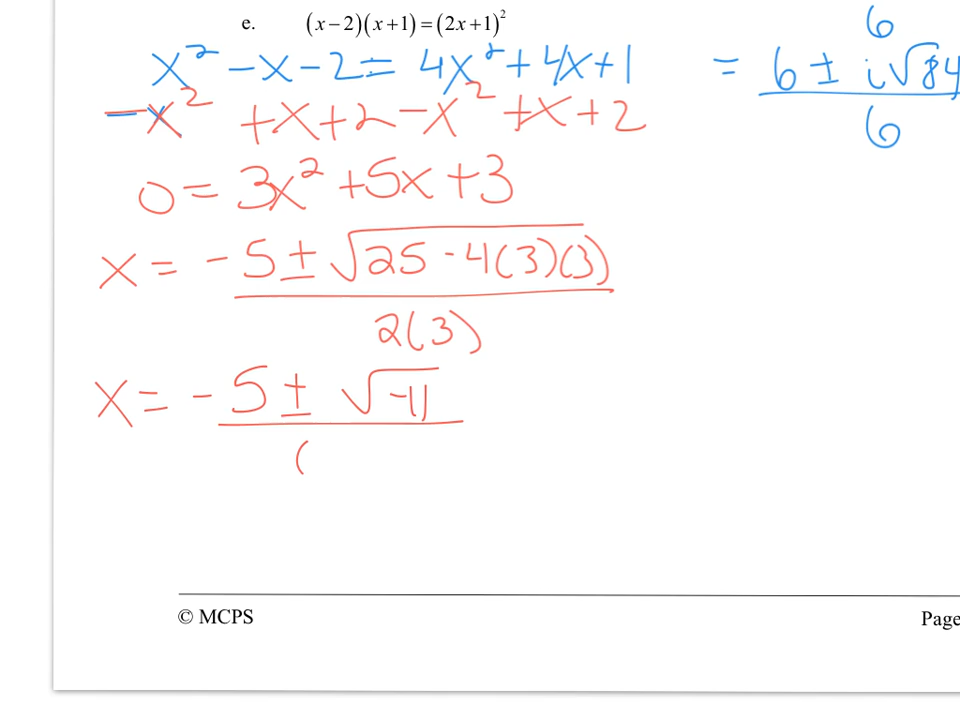 e. (x−2)(x+1)=(2x+1)²
x² −x−2= 4x²+4x+1
−x² +x+2 −x² +x+2
0=3x²+5x+3
x = −5± √25−4(3)(3)
2(3)
x = −5± √−11
(
6
= 6 ± i√84
6
© MCPS
Page